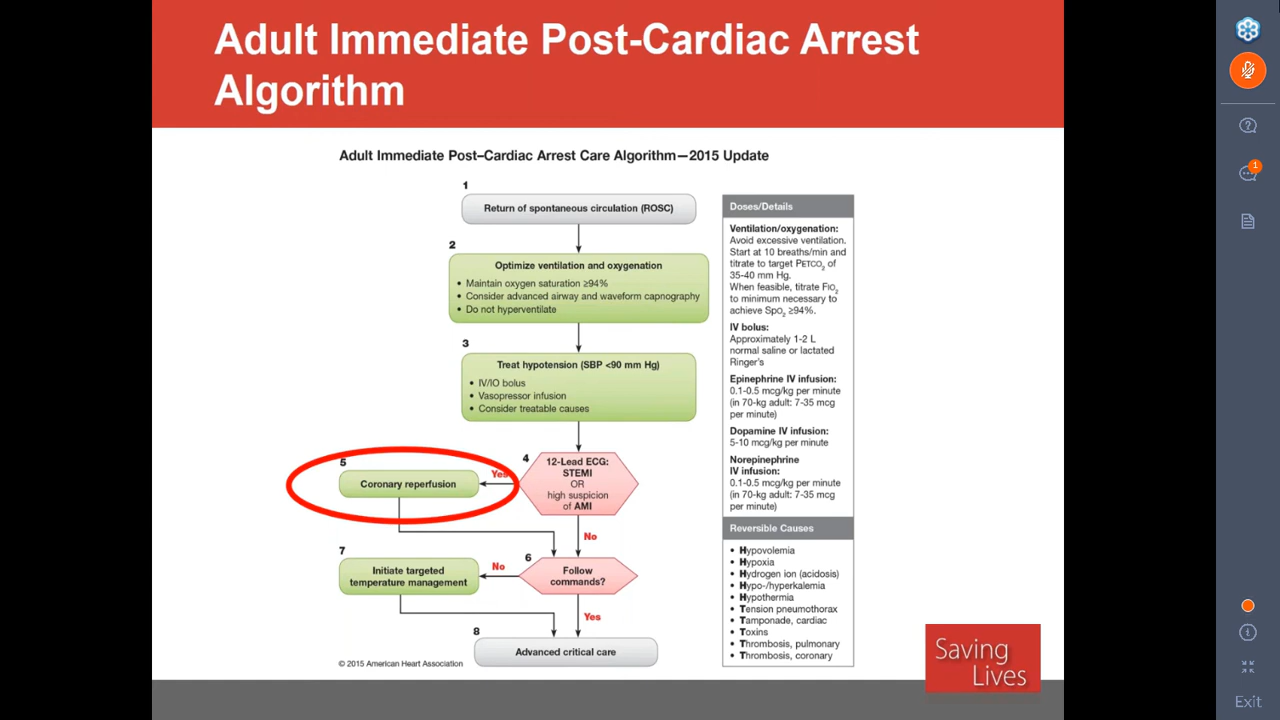 Adult Immediate Post-Cardiac Arrest
Algorithm
Adult Immediate Post–Cardiac Arrest Care Algorithm—2015 Update
1
Return of spontaneous circulation (ROSC)
2
Optimize ventilation and oxygenation
• Maintain oxygen saturation ≥94%
• Consider advanced airway and waveform capnography
• Do not hyperventilate
3
Treat hypotension (SBP <90 mm Hg)
• IV/IO bolus
• Vasopressor infusion
• Consider treatable causes
4
12-Lead ECG:
STEMI
OR
high suspicion
of AMI
Yes
5
Coronary reperfusion
No
6
Follow
commands?
No
7
Initiate targeted
temperature management
Yes
8
Advanced critical care
© 2015 American Heart Association
Doses/Details
Ventilation/oxygenation:
Avoid excessive ventilation.
Start at 10 breaths/min and
titrate to target PETCO₂ of
35-40 mm Hg.
When feasible, titrate FIO₂
to minimum necessary to
achieve SpO₂ ≥94%.
IV bolus:
Approximately 1-2 L
normal saline or lactated
Ringer's
Epinephrine IV infusion:
0.1-0.5 mcg/kg per minute
(in 70-kg adult: 7-35 mcg
per minute)
Dopamine IV infusion:
5-10 mcg/kg per minute
Norepinephrine
IV infusion:
0.1-0.5 mcg/kg per minute
(in 70-kg adult: 7-35 mcg
per minute)
Reversible Causes
• Hypovolemia
• Hypoxia
• Hydrogen ion (acidosis)
• Hypo-/hyperkalemia
• Hypothermia
• Tension pneumothorax
• Tamponade, cardiac
• Toxins
• Thrombosis, pulmonary
• Thrombosis, coronary
Saving
Lives
1
Exit